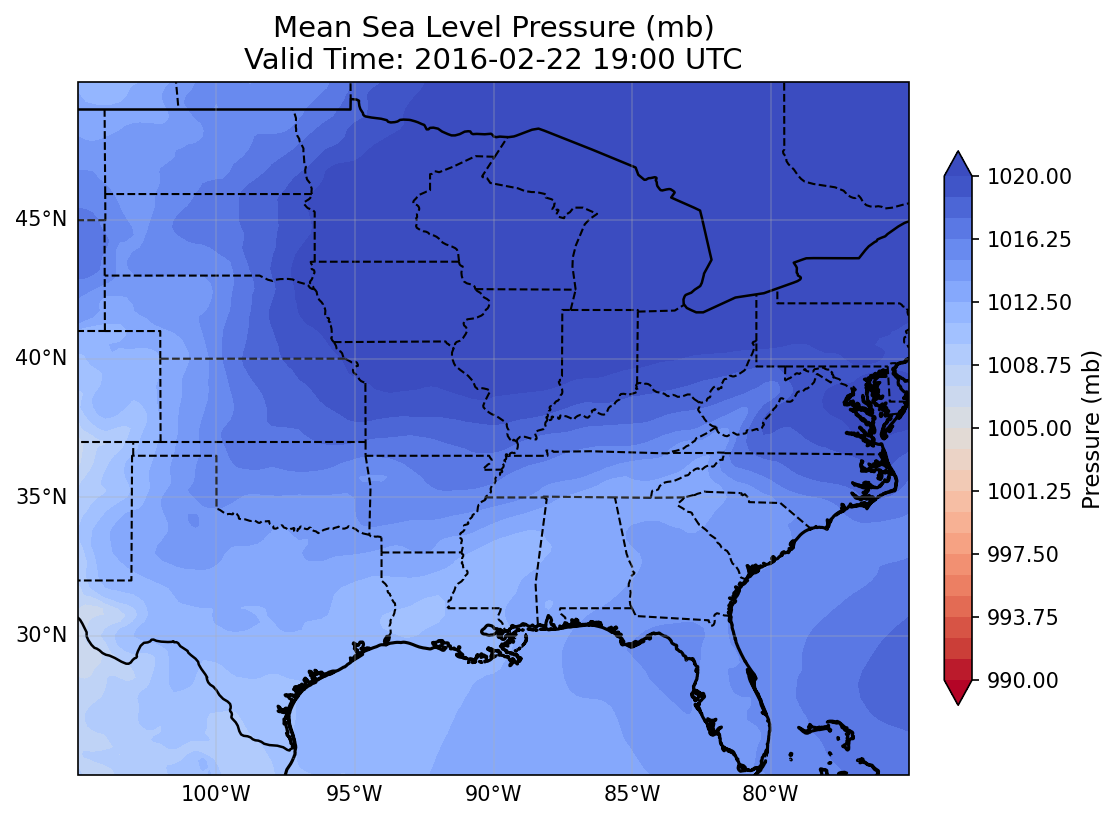 Mean Sea Level Pressure (mb)
Valid Time: 2016-02-22 19:00 UTC
45°N
40°N
35°N
30°N
100°W
95°W
90°W
85°W
80°W
1020.00
1016.25
1012.50
1008.75
1005.00
1001.25
997.50
993.75
990.00
Pressure (mb)